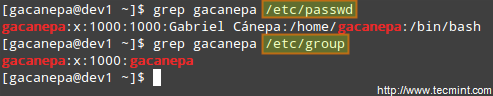 [gacanepa@dev1 ~]$ grep gacanepa /etc/passwd
gacanepa:x:1000:1000:Gabriel Cánepa:/home/gacanepa:/bin/bash
[gacanepa@dev1 ~]$ grep gacanepa /etc/group
gacanepa:x:1000:gacanepa
[gacanepa@dev1 ~]$
http://www.tecmint.com